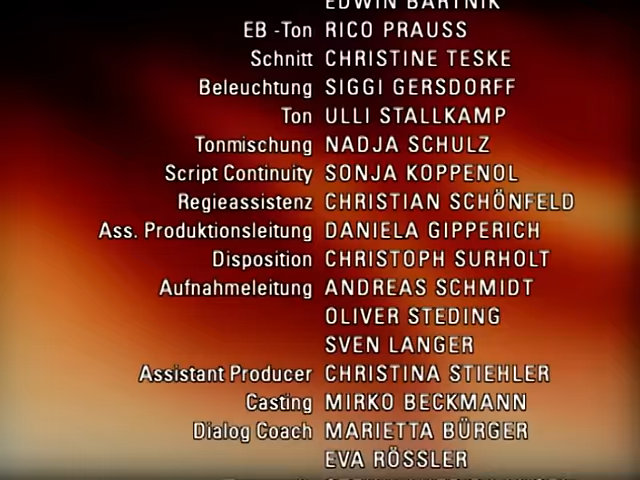 EDWIN BARTNIK
EB -Ton RICO PRAUSS
Schnitt CHRISTINE TESKE
Beleuchtung SIGGI GERSDORFF
Ton ULLI STALLKAMP
Tonmischung NADJA SCHULZ
Script Continuity SONJA KOPPENOL
Regieassistenz CHRISTIAN SCHÖNFELD
Ass. Produktionsleitung DANIELA GIPPERICH
Disposition CHRISTOPH SURHOLT
Aufnahmeleitung ANDREAS SCHMIDT
OLIVER STEDING
SVEN LANGER
Assistant Producer CHRISTINA STIEHLER
Casting MIRKO BECKMANN
Dialog Coach MARIETTA BÜRGER
EVA RÖSSLER